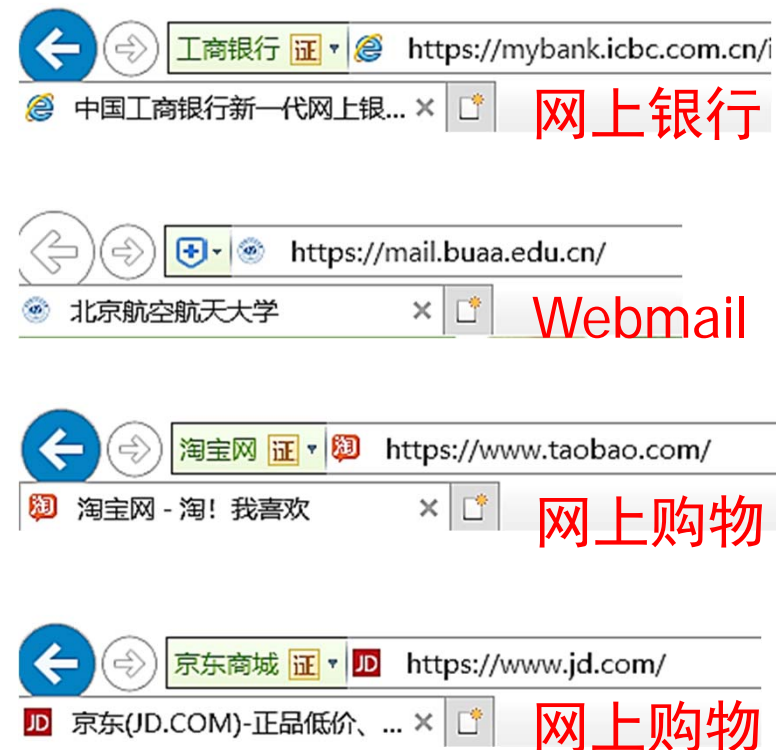 工商银行 证 https://mybank.icbc.com.cn/i
中国工商银行新一代网上银... 网上银行
https://mail.buaa.edu.cn/
北京航空航天大学 Webmail
淘宝网 证 淘 https://www.taobao.com/
淘 淘宝网 - 淘！我喜欢 网上购物
京东商城 证 JD https://www.jd.com/
JD 京东(JD.COM)-正品低价、... 网上购物